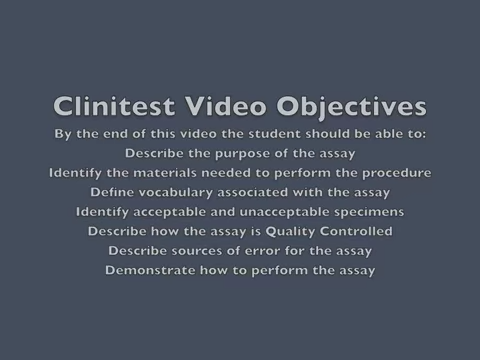 Clinitest Video Objectives
By the end of this video the student should be able to:
Describe the purpose of the assay
Identify the materials needed to perform the procedure
Define vocabulary associated with the assay
Identify acceptable and unacceptable specimens
Describe how the assay is Quality Controlled
Describe sources of error for the assay
Demonstrate how to perform the assay